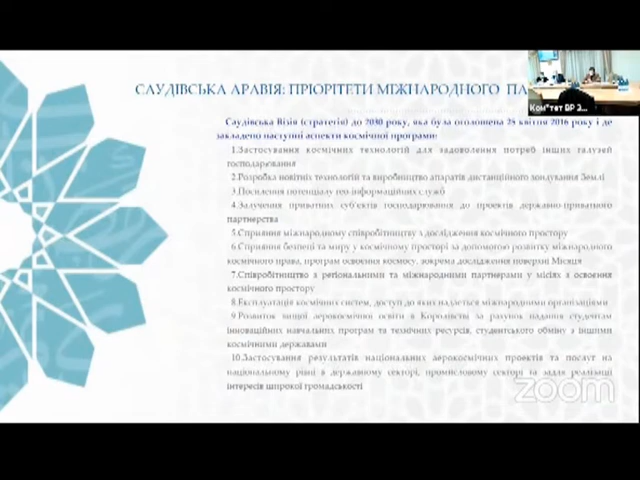 САУДІВСЬКА АРАВІЯ: ПРІОРІТЕТИ МІЖНАРОДНОГО ПА
Ком"тет ВР З...
Саудівська Візія (стратегія) до 2030 року, яка була оголошена 25 квітня 2016 року і де
закладено наступні аспекти космічної програми:
1.Застосування космічних технологій для задоволення потреб інших галузей
господарювання
2.Розробка новітніх технологій та виробництво апаратів дистанційного зондування Землі
3.Посилення потенціалу гео інформаційних служб
4.Залучення приватних суб'єктів господарювання до проектів державно-приватного
партнерства
5.Сприяння міжнародному співробітництву з дослідження космічного простору
6.Сприяння безпеці та миру у космічному просторі за допомогою розвитку міжнародного
космічного права, програм освоєння космосу, зокрема дослідження поверхні Місяця
7.Співробітництво з регіональними та міжнародними партнерами у місіях з освоєння
космічного простору
8.Експлуатація космічних систем, доступ до яких надається міжнародними організаціями
9.Розвиток вищої аерокосмічної освіти в Королівстві за рахунок надання студентам
інноваційних навчальних програм та технічних ресурсів, студентського обміну з іншими
космічними державами
10.Застосування результатів національних аерокосмічних проектів та послуг на
національному рівні в державному секторі, промисловому секторі та задля реалізації
інтересів широкої громадськості
zoom